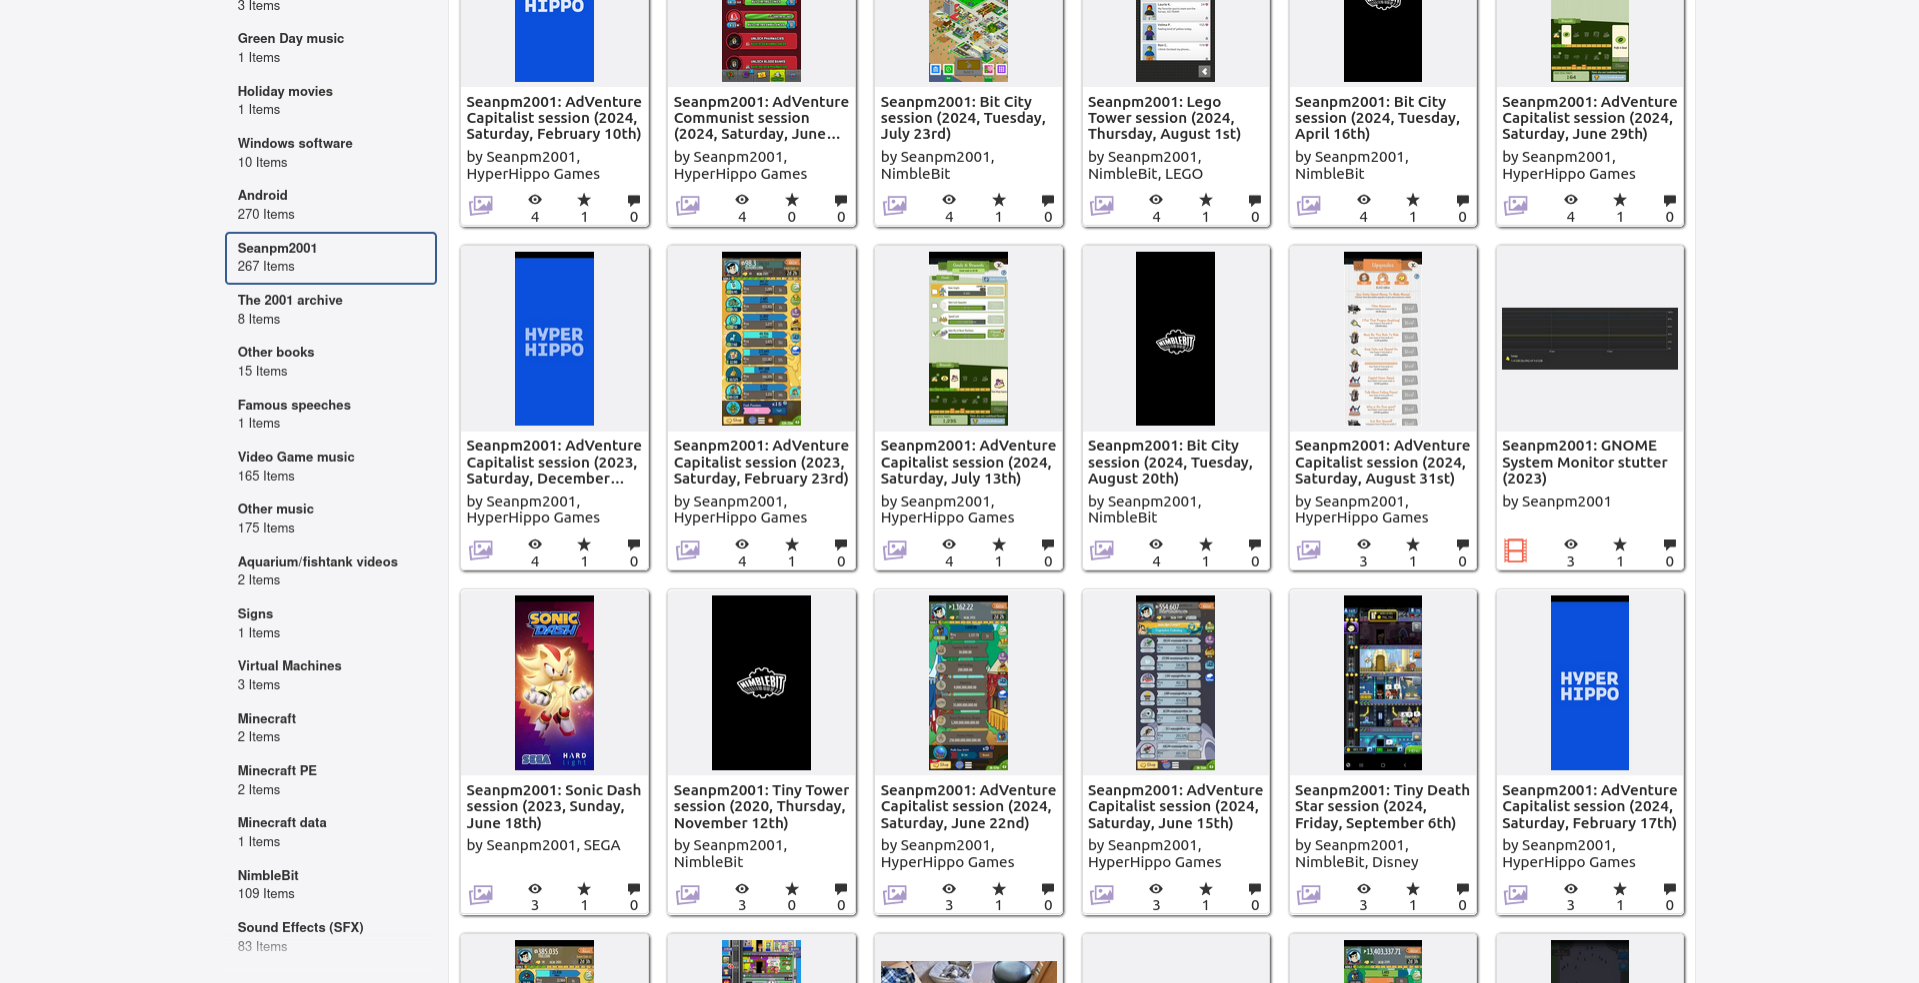 3 Items
Green Day music
1 Items
Holiday movies
1 Items
Windows software
10 Items
Android
270 Items
Seanpm2001
267 Items
The 2001 archive
8 Items
Other books
15 Items
Famous speeches
1 Items
Video Game music
165 Items
Other music
175 Items
Aquarium/fishtank videos
2 Items
Signs
1 Items
Virtual Machines
3 Items
Minecraft
2 Items
Minecraft PE
2 Items
Minecraft data
1 Items
NimbleBit
109 Items
Sound Effects (SFX)
83 Items
HIPPO
Seanpm2001: AdVenture
Capitalist session (2024,
Saturday, February 10th)
by Seanpm2001,
HyperHippo Games
4 1 0
Seanpm2001: AdVenture
Communist session
(2024, Saturday, June...
by Seanpm2001,
HyperHippo Games
4 0 0
Seanpm2001: Bit City
session (2024, Tuesday,
July 23rd)
by Seanpm2001,
NimbleBit
4 1 0
Seanpm2001: Lego
Tower session (2024,
Thursday, August 1st)
by Seanpm2001,
NimbleBit, LEGO
4 1 0
Seanpm2001: Bit City
session (2024, Tuesday,
April 16th)
by Seanpm2001,
NimbleBit
4 1 0
Seanpm2001: AdVenture
Capitalist session (2024,
Saturday, June 29th)
by Seanpm2001,
HyperHippo Games
4 1 0
HYPER
HIPPO
Seanpm2001: AdVenture
Capitalist session (2023,
Saturday, December...
by Seanpm2001,
HyperHippo Games
4 1 0
Seanpm2001: AdVenture
Capitalist session (2023,
Saturday, February 23rd)
by Seanpm2001,
HyperHippo Games
4 1 0
Seanpm2001: AdVenture
Capitalist session (2024,
Saturday, July 13th)
by Seanpm2001,
HyperHippo Games
4 1 0
NIMBLEBIT
Seanpm2001: Bit City
session (2024, Tuesday,
August 20th)
by Seanpm2001,
NimbleBit
4 1 0
Upgrades
Seanpm2001: AdVenture
Capitalist session (2024,
Saturday, August 31st)
by Seanpm2001,
HyperHippo Games
3 1 0
Seanpm2001: GNOME
System Monitor stutter
(2023)
by Seanpm2001
3 1 0
SONIC
DASH
SEGA HARD
light
Seanpm2001: Sonic Dash
session (2023, Sunday,
June 18th)
by Seanpm2001, SEGA
3 1 0
NIMBLEBIT
Seanpm2001: Tiny Tower
session (2020, Thursday,
November 12th)
by Seanpm2001,
NimbleBit
3 0 0
1,162.22
Seanpm2001: AdVenture
Capitalist session (2024,
Saturday, June 22nd)
by Seanpm2001,
HyperHippo Games
3 1 0
554.607
Seanpm2001: AdVenture
Capitalist session (2024,
Saturday, June 15th)
by Seanpm2001,
HyperHippo Games
3 1 0
Seanpm2001: Tiny Death
Star session (2024,
Friday, September 6th)
by Seanpm2001,
NimbleBit, Disney
3 1 0
HYPER
HIPPO
Seanpm2001: AdVenture
Capitalist session (2024,
Saturday, February 17th)
by Seanpm2001,
HyperHippo Games
3 1 0